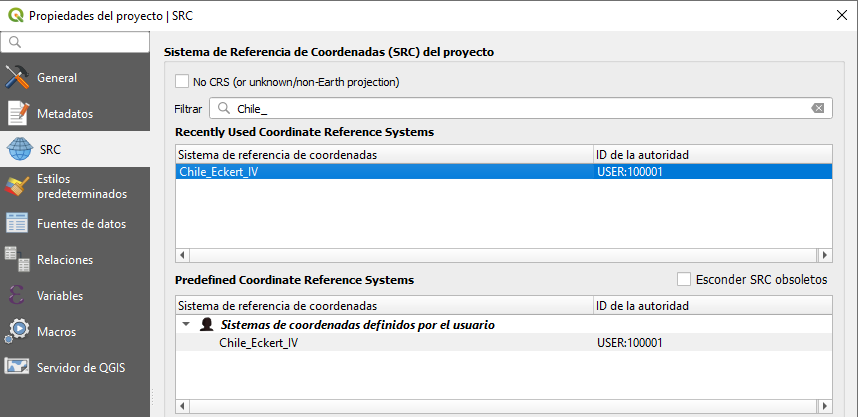 Propiedades del proyecto | SRC
General
Metadatos
SRC
Estilos
predeterminados
Fuentes de datos
Relaciones
Variables
Macros
Servidor de QGIS
Sistema de Referencia de Coordenadas (SRC) del proyecto
No CRS (or unknown/non-Earth projection)
Filtrar Chile_
Recently Used Coordinate Reference Systems
Sistema de referencia de coordenadas ID de la autoridad
Chile_Eckert_IV USER:100001
Predefined Coordinate Reference Systems Esconder SRC obsoletos
Sistema de referencia de coordenadas ID de la autoridad
Sistemas de coordenadas definidos por el usuario
Chile_Eckert_IV USER:100001